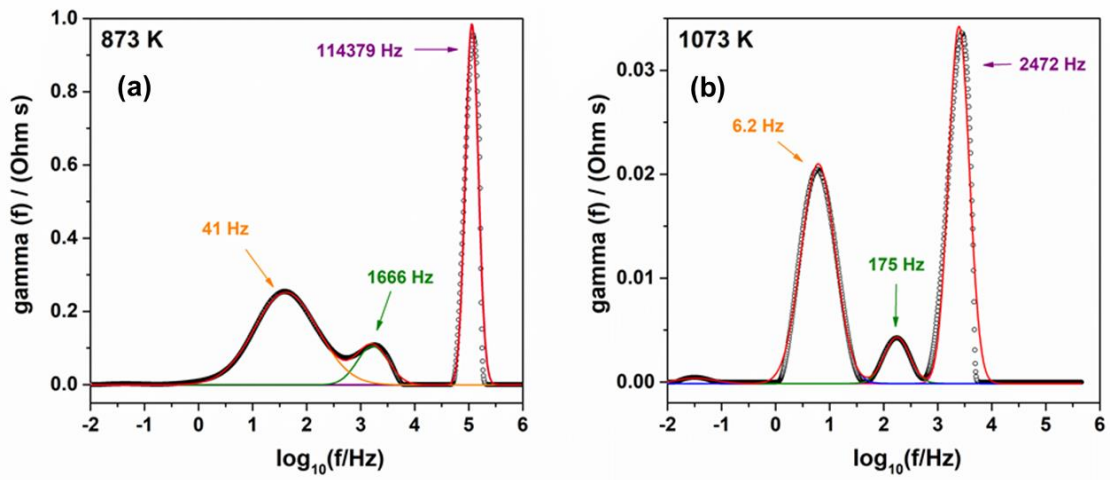 873 K
(a)
114379 Hz
41 Hz
1666 Hz
gamma (f) / (Ohm s)
1.0
0.8
0.6
0.4
0.2
0.0
-2 -1 0 1 2 3 4 5 6
log10(f/Hz)
1073 K
(b)
2472 Hz
6.2 Hz
175 Hz
gamma (f) / (Ohm s)
0.03
0.02
0.01
0.00
-2 -1 0 1 2 3 4 5 6
log10(f/Hz)